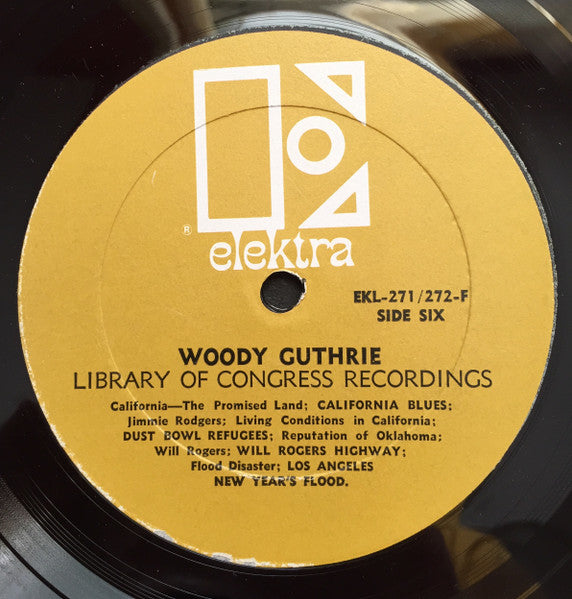 ®
elektra
EKL-271/272-F
SIDE SIX
WOODY GUTHRIE
LIBRARY OF CONGRESS RECORDINGS
California—The Promised Land; CALIFORNIA BLUES;
Jimmie Rodgers; Living Conditions in California;
DUST BOWL REFUGEES; Reputation of Oklahoma;
Will Rogers; WILL ROGERS HIGHWAY;
Flood Disaster; LOS ANGELES
NEW YEAR'S FLOOD.